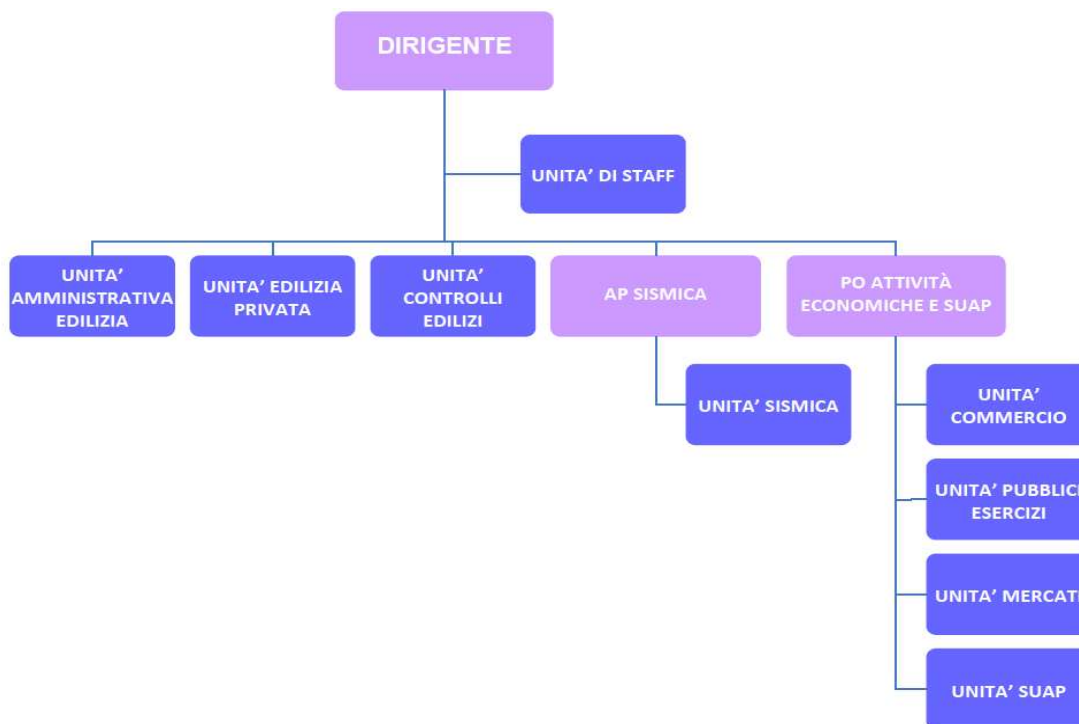 DIRIGENTE
UNITA’ DI STAFF
UNITA’
AMMINISTRATIVA
EDILIZIA
UNITA’ EDILIZIA
PRIVATA
UNITA’
CONTROLLI
EDILIZI
AP SISMICA
PO ATTIVITÀ
ECONOMICHE E SUAP
UNITA’ SISMICA
UNITA’
COMMERCIO
UNITA’ PUBBLICI
ESERCIZI
UNITA’ MERCATI
UNITA’ SUAP